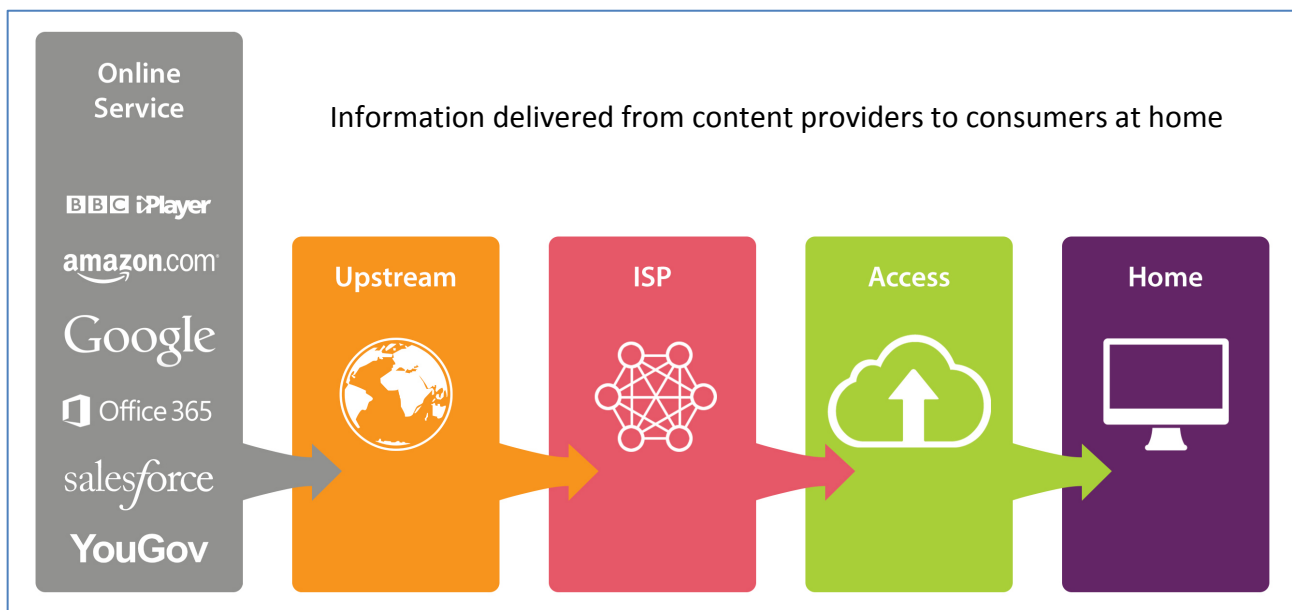 Online
Service
Information delivered from content providers to consumers at home
BBC iPlayer
amazon.com
Google
Office 365
salesforce
YouGov
Upstream
ISP
Access
Home